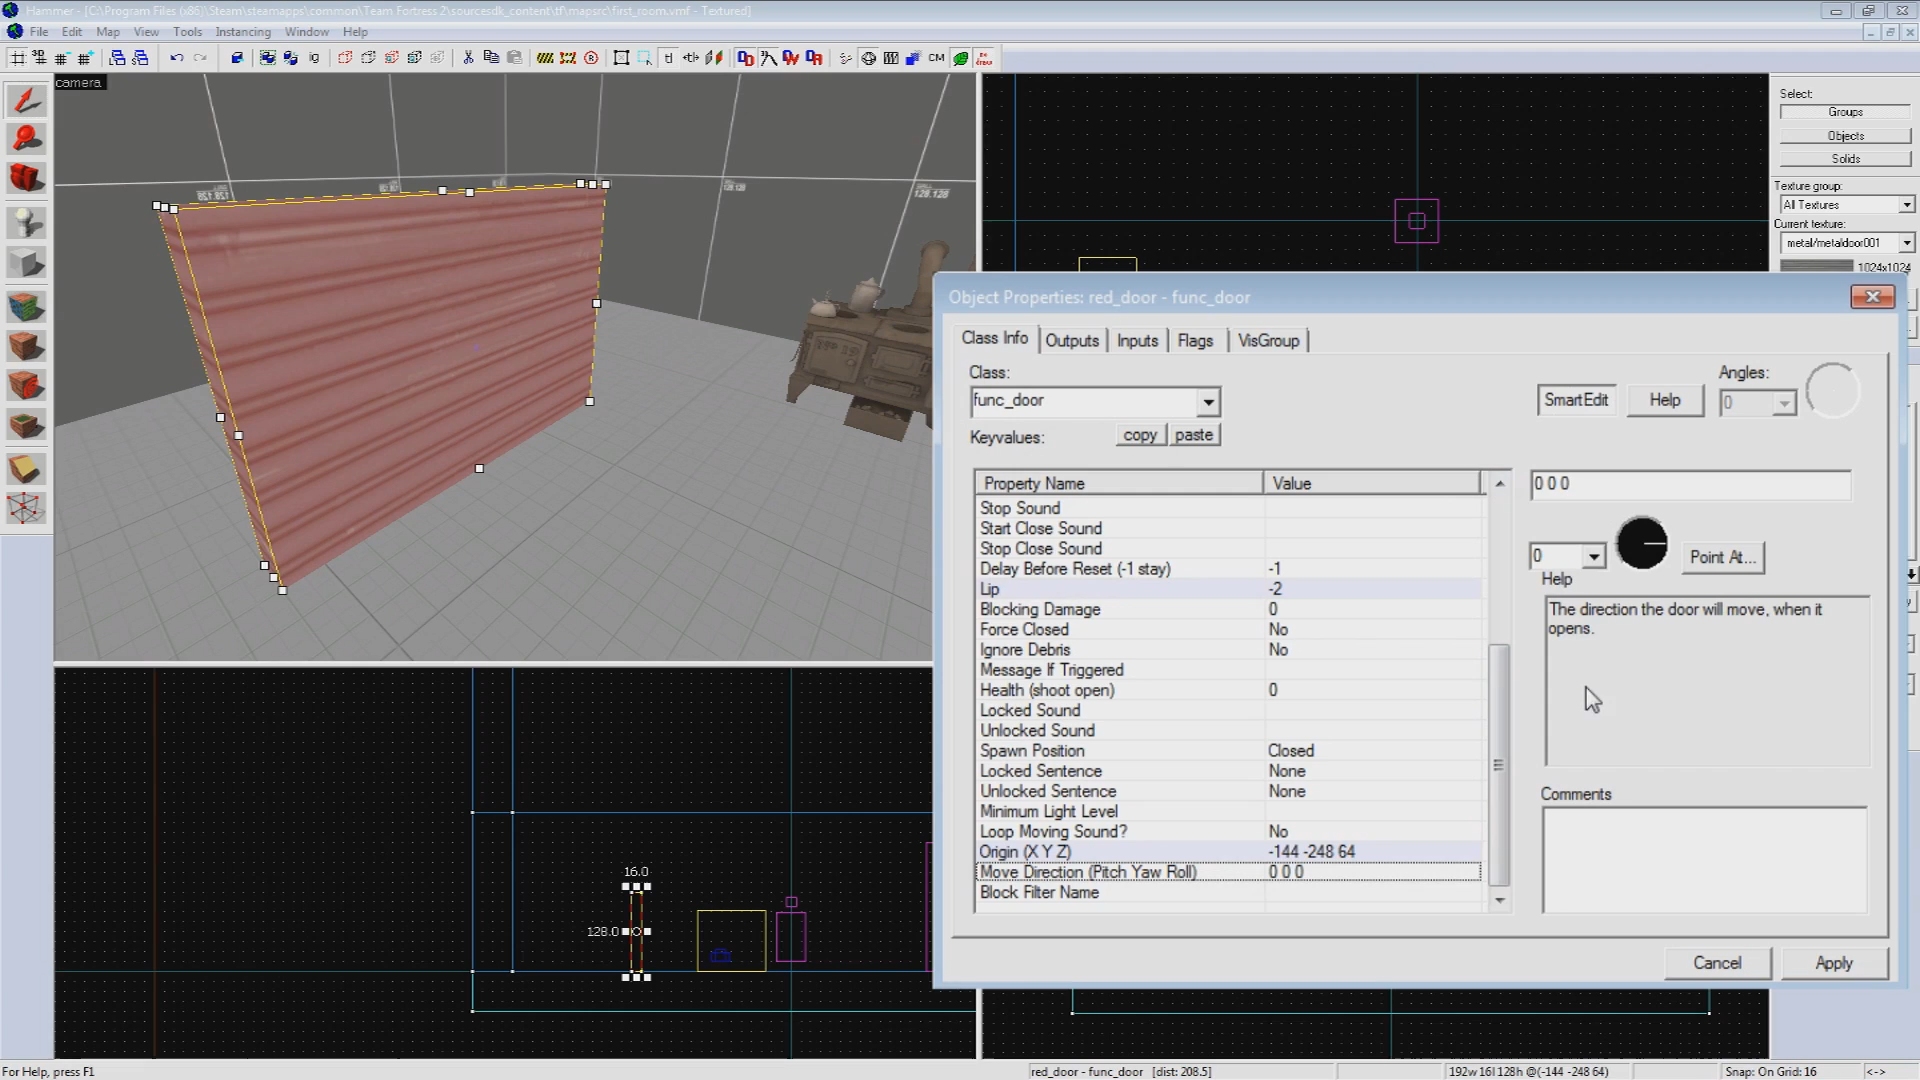 Hammer - [C:\Program Files (x86)\Steam\steamapps\common\Team Fortress 2\sourcesdk_content\tf\mapsrc\first_room.vmf - Textured]
File Edit Map View Tools Instancing Window Help
camera
Select:
Groups
Objects
Solids
Texture group:
All Textures
Current texture:
metal/metaldoor001
1024x1024
Object Properties: red_door - func_door
Class Info Outputs Inputs Flags VisGroup
Class:
func_door
SmartEdit Help
Angles:
0
Keyvalues: copy paste
Property Name Value
0 0 0
Stop Sound
Start Close Sound
Stop Close Sound
Delay Before Reset (-1 stay) -1
Lip -2
Blocking Damage 0
Force Closed No
Ignore Debris No
Message If Triggered
Health (shoot open) 0
Locked Sound
Unlocked Sound
Spawn Position Closed
Locked Sentence None
Unlocked Sentence None
Minimum Light Level
Loop Moving Sound? No
Origin (X Y Z) -144 -248 64
Move Direction (Pitch Yaw Roll) 0 0 0
Block Filter Name
0
Point At...
Help
The direction the door will move, when it
opens.
Comments
Cancel Apply
16.0
128.0
For Help, press F1
red_door - func_door [dist: 208.5]
192w 16l 128h @(-144 -248 64)
Snap: On Grid: 16
<->